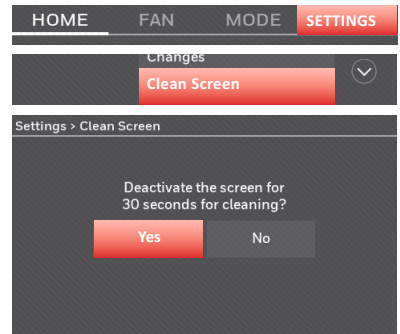 HOME FAN MODE SETTINGS
Changes
Clean Screen
Settings > Clean Screen
Deactivate the screen for
30 seconds for cleaning?
Yes No